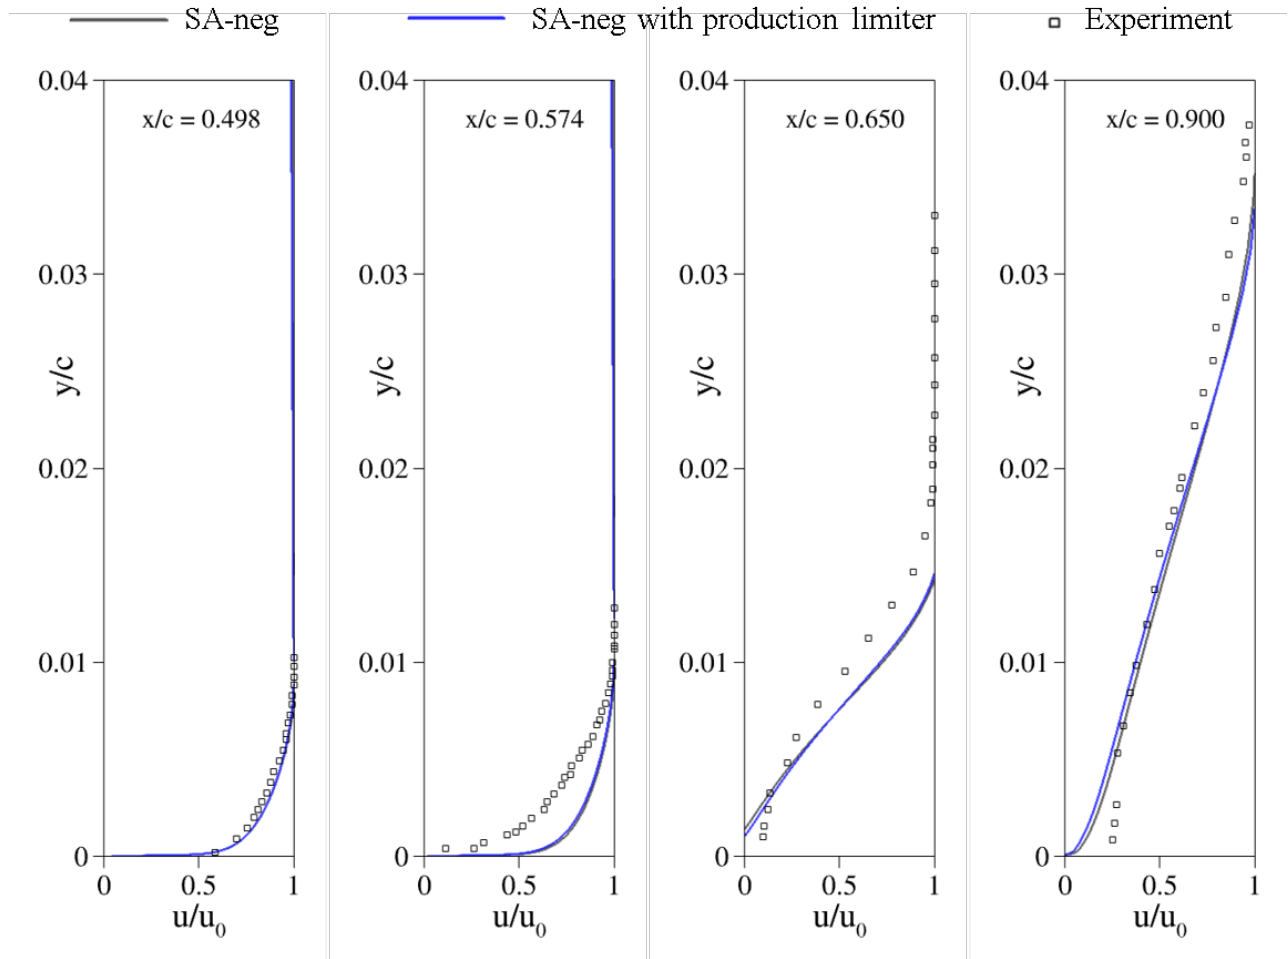 SA-neg
SA-neg with production limiter
Experiment
0.04
0.03
0.02
0.01
0
y/c
x/c = 0.498
0
0.5
1
u/u0
0.04
0.03
0.02
0.01
0
y/c
x/c = 0.574
0
0.5
1
u/u0
0.04
0.03
0.02
0.01
0
y/c
x/c = 0.650
0
0.5
1
u/u0
0.04
0.03
0.02
0.01
0
y/c
x/c = 0.900
0
0.5
1
u/u0